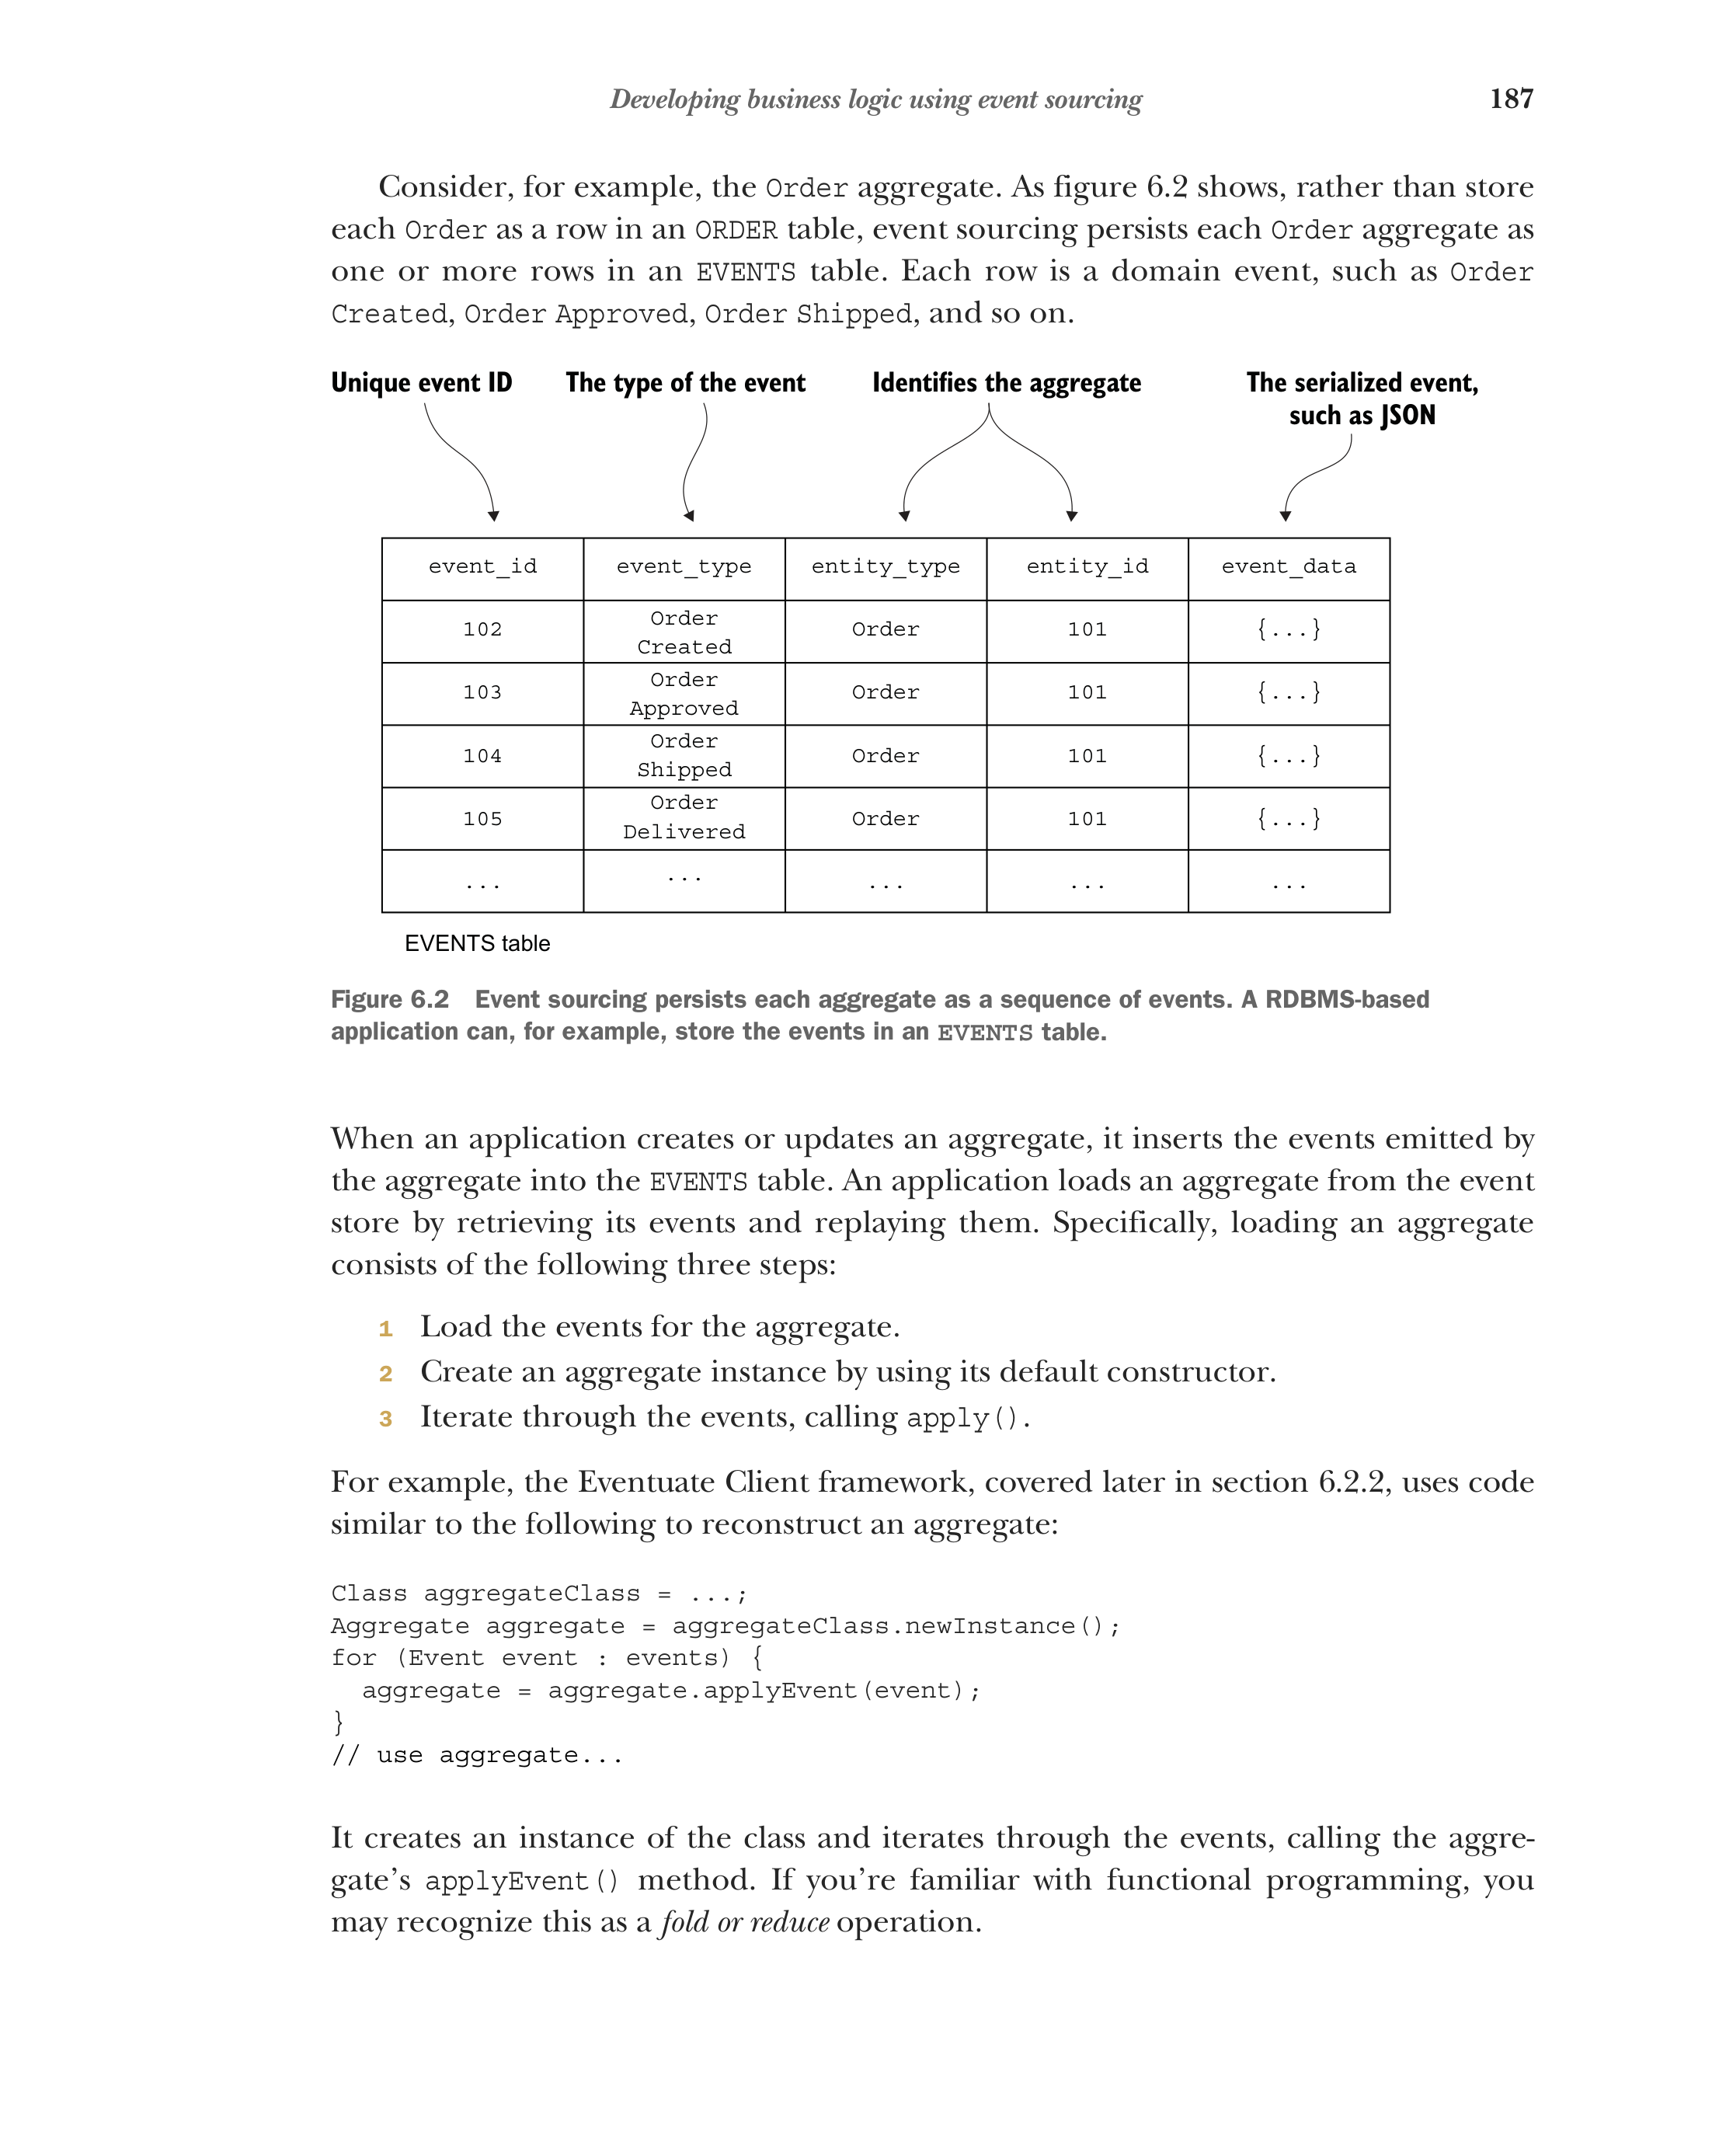 Developing business logic using event sourcing 187
Consider, for example, the Order aggregate. As figure 6.2 shows, rather than store
each Order as a row in an ORDER table, event sourcing persists each Order aggregate as
one or more rows in an EVENTS table. Each row is a domain event, such as Order
Created, Order Approved, Order Shipped, and so on.
Unique event ID The type of the event Identifies the aggregate The serialized event,
such as JSON
event_id event_type entity_type entity_id event_data
102 Order Created Order 101 {...}
103 Order Approved Order 101 {...}
104 Order Shipped Order 101 {...}
105 Order Delivered Order 101 {...}
... ... ... ... ...
EVENTS table
Figure 6.2 Event sourcing persists each aggregate as a sequence of events. A RDBMS-based
application can, for example, store the events in an EVENTS table.
When an application creates or updates an aggregate, it inserts the events emitted by
the aggregate into the EVENTS table. An application loads an aggregate from the event
store by retrieving its events and replaying them. Specifically, loading an aggregate
consists of the following three steps:
1 Load the events for the aggregate.
2 Create an aggregate instance by using its default constructor.
3 Iterate through the events, calling apply().
For example, the Eventuate Client framework, covered later in section 6.2.2, uses code
similar to the following to reconstruct an aggregate:
Class aggregateClass = ...;
Aggregate aggregate = aggregateClass.newInstance();
for (Event event : events) {
  aggregate = aggregate.applyEvent(event);
}
// use aggregate...
It creates an instance of the class and iterates through the events, calling the aggre-
gate’s applyEvent() method. If you’re familiar with functional programming, you
may recognize this as a fold or reduce operation.